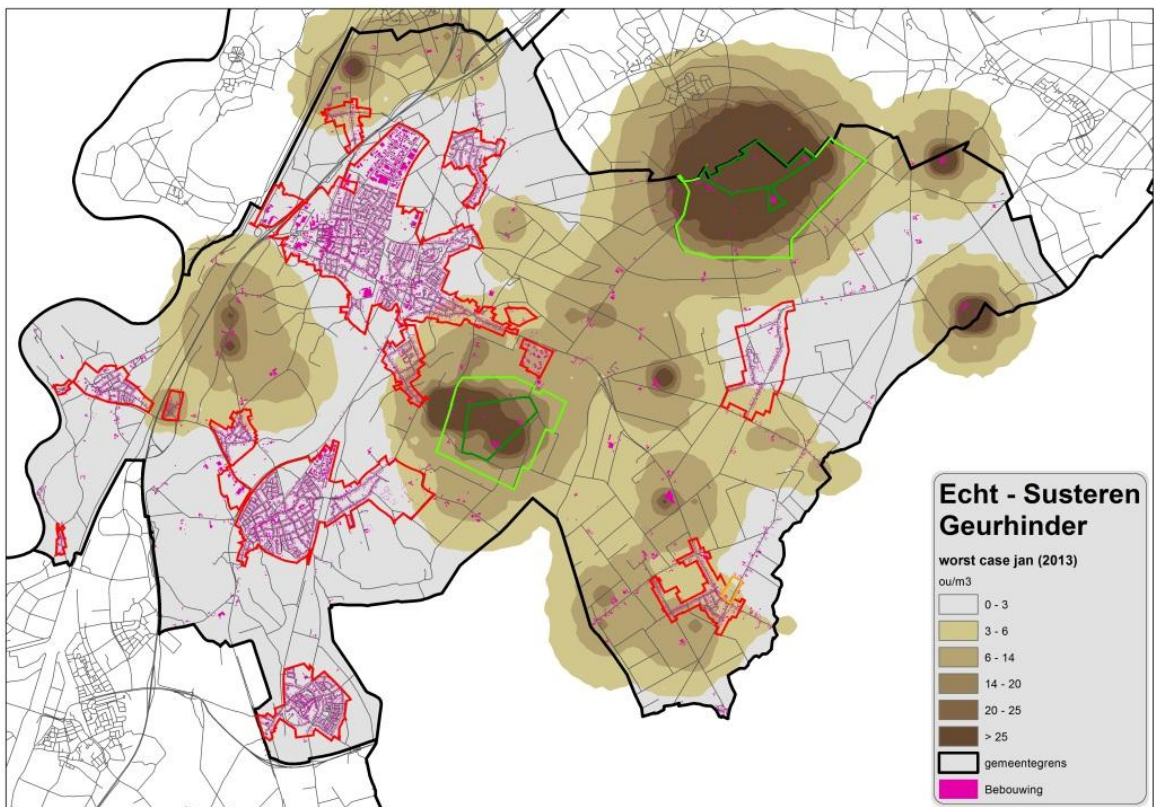 Echt - Susteren
Geurhinder
worst case jan (2013)
ou/m3
0 - 3
3 - 6
6 - 14
14 - 20
20 - 25
> 25
gemeentegrens
Bebouwing